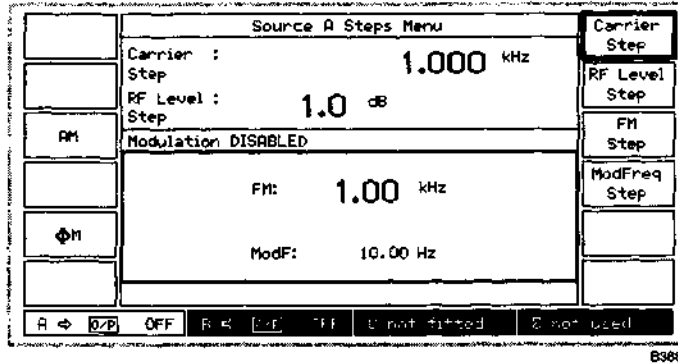 Source A Steps Menu
Carrier :
Step
1.000 kHz
RF Level :
Step
1.0 dB
Modulation DISABLED
FM: 1.00 kHz
ModF: 10.00 Hz
AM
ΦM
Carrier
Step
RF Level
Step
FM
Step
ModFreq
Step
A ⇨ O/P OFF
C not fitted
not used